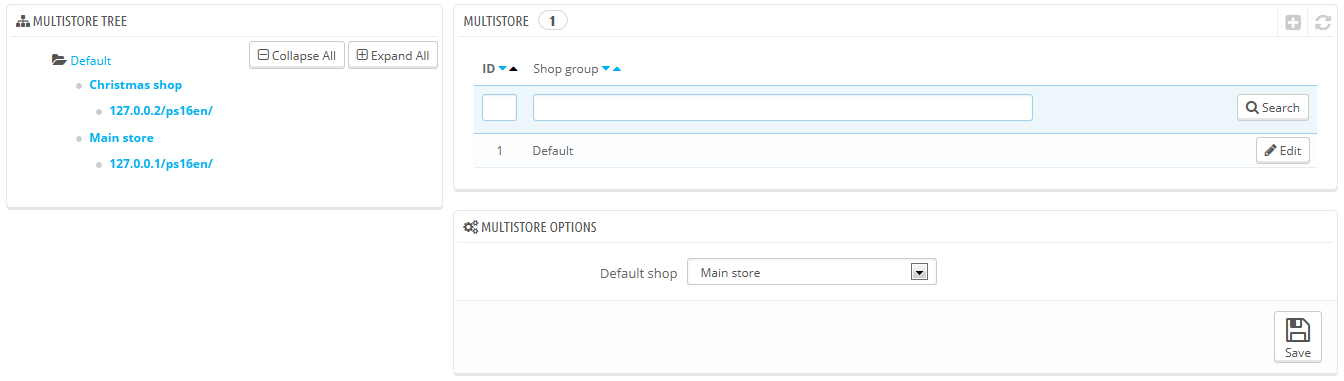 MULTISTORE TREE
Default
Collapse All
Expand All
Christmas shop
127.0.0.2/ps16en/
Main store
127.0.0.1/ps16en/
MULTISTORE 1
ID Shop group
Search
1 Default Edit
MULTISTORE OPTIONS
Default shop Main store
Save